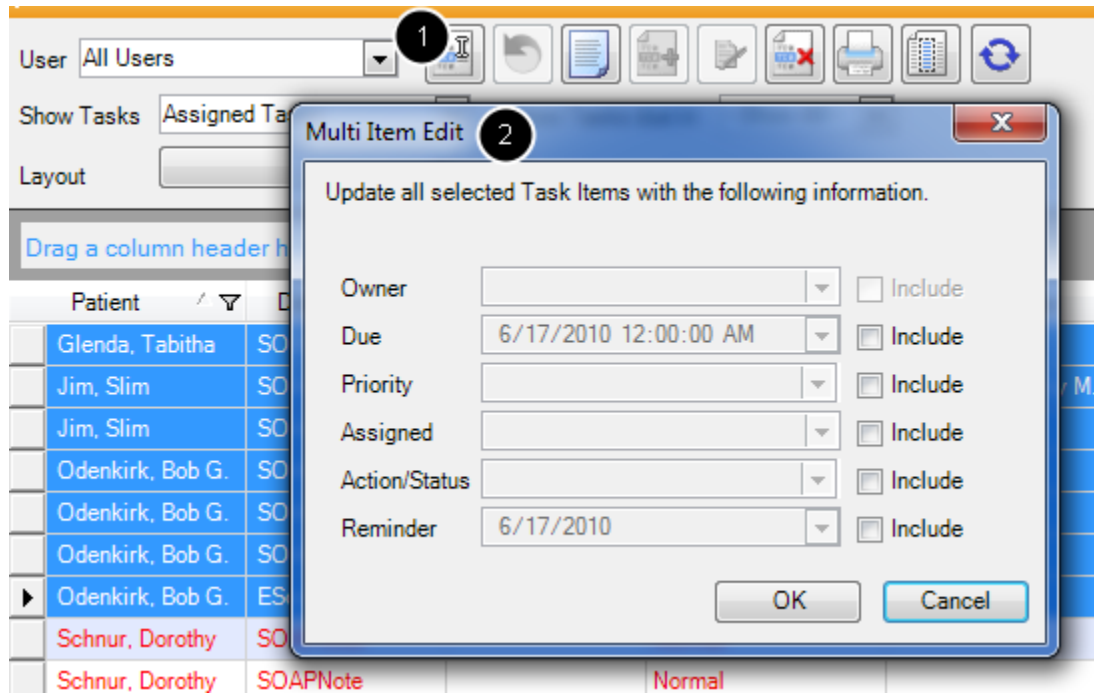 1
User All Users
Show Tasks Assigned Ta
Multi Item Edit 2
Layout
Update all selected Task Items with the following information.
Drag a column header h
Owner Include
Patient D
Due 6/17/2010 12:00:00 AM Include
Glenda, Tabitha SO
Priority Include
Jim, Slim SO y M.
Assigned Include
Jim, Slim SO
Action/Status Include
Odenkirk, Bob G. SO
Reminder 6/17/2010 Include
Odenkirk, Bob G. SO
Odenkirk, Bob G. SO
Odenkirk, Bob G. ES
OK Cancel
Schnur, Dorothy SO
Schnur, Dorothy SOAPNote Normal